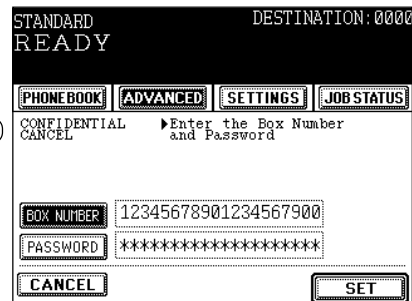 STANDARD DESTINATION:0000
READY
PHONEBOOK ADVANCED SETTINGS JOB STATUS
) CONFIDENTIAL ▶Enter the Box Number
CANCEL and Password
BOX NUMBER 12345678901234567900
PASSWORD ********************
CANCEL SET